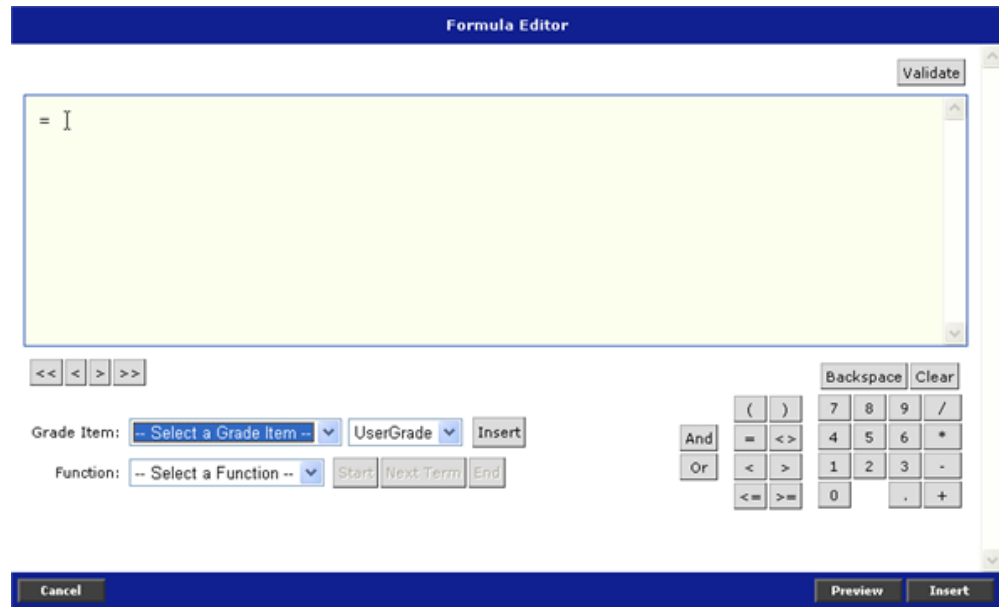 Formula Editor
Validate
=
<< < > >>
Backspace Clear
( ) 7 8 9 /
Grade Item: -- Select a Grade Item -- UserGrade Insert
And = <> 4 5 6 *
Function: -- Select a Function -- Start Next Term End
Or < > 1 2 3 -
<= >= 0 . +
Cancel Preview Insert